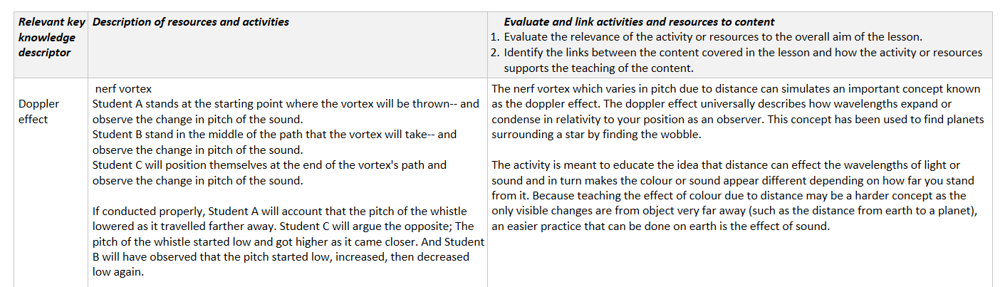 Relevant key
knowledge
descriptor
Description of resources and activities
Evaluate and link activities and resources to content
1. Evaluate the relevance of the activity or resources to the overall aim of the lesson.
2. Identify the links between the content covered in the lesson and how the activity or resources
supports the teaching of the content.
Doppler
effect
nerf vortex
Student A stands at the starting point where the vortex will be thrown-- and
observe the change in pitch of the sound.
Student B stand in the middle of the path that the vortex will take-- and
observe the change in pitch of the sound.
Student C will position themselves at the end of the vortex's path and
observe the change in pitch of the sound.
If conducted properly, Student A will account that the pitch of the whistle
lowered as it travelled farther away. Student C will argue the opposite; The
pitch of the whistle started low and got higher as it came closer. And Student
B will have observed that the pitch started low, increased, then decreased
low again.
The nerf vortex which varies in pitch due to distance can simulates an important concept known
as the doppler effect. The doppler effect universally describes how wavelengths expand or
condense in relativity to your position as an observer. This concept has been used to find planets
surrounding a star by finding the wobble.
The activity is meant to educate the idea that distance can effect the wavelengths of light or
sound and in turn makes the colour or sound appear different depending on how far you stand
from it. Because teaching the effect of colour due to distance may be a harder concept as the
only visible changes are from object very far away (such as the distance from earth to a planet),
an easier practice that can be done on earth is the effect of sound.